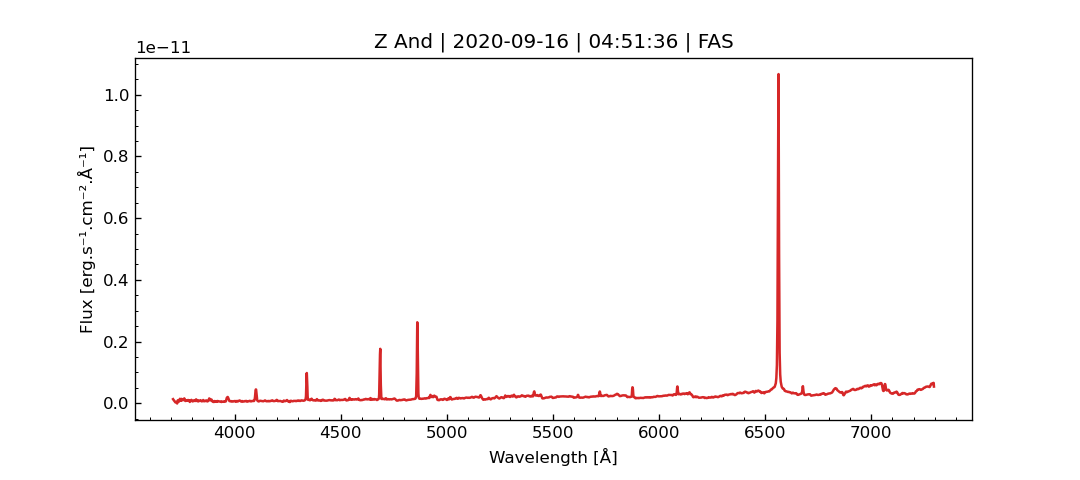 Z And | 2020-09-16 | 04:51:36 | FAS
1e−11
1.0
0.8
0.6
0.4
0.2
0.0
Flux [erg.s⁻¹.cm⁻².Å⁻¹]
4000 4500 5000 5500 6000 6500 7000
Wavelength [Å]